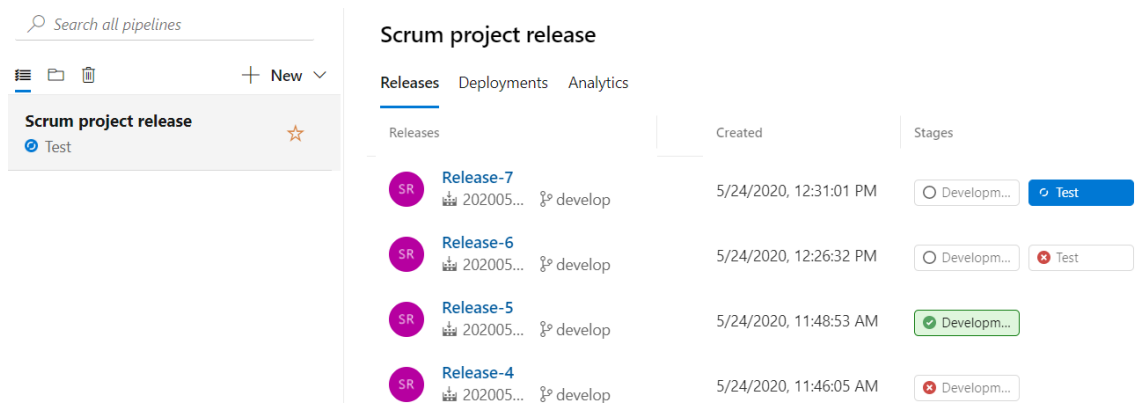 Search all pipelines
New
Scrum project release
Test
Scrum project release
Releases Deployments Analytics
Releases Created Stages
SR Release-7 5/24/2020, 12:31:01 PM Developm... Test
202005... develop
SR Release-6 5/24/2020, 12:26:32 PM Developm... Test
202005... develop
SR Release-5 5/24/2020, 11:48:53 AM Developm...
202005... develop
SR Release-4 5/24/2020, 11:46:05 AM Developm...
202005... develop